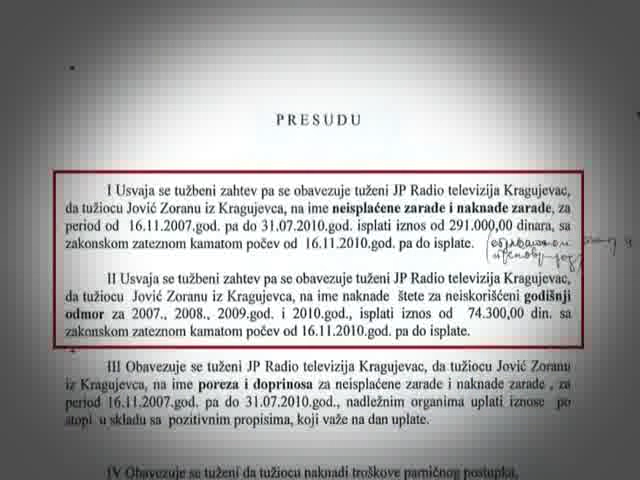 PRESUDU
I Usvaja se tužbeni zahtev pa se obavezuje tuženi JP Radio televizija Kragujevac,
da tužiocu Jović Zoranu iz Kragujevca, na ime neisplaćene zarade i naknade zarade, za
period od 16.11.2007.god. pa do 31.07.2010.god. isplati iznos od 291.000,00 dinara, sa
zakonskom zateznom kamatom počev od 16.11.2010.god. pa do isplate.
II Usvaja se tužbeni zahtev pa se obavezuje tuženi JP Radio televizija Kragujevac,
da tužiocu Jović Zoranu iz Kragujevca, na ime naknade štete za neiskorišćeni godišnji
odmor za 2007., 2008., 2009.god. i 2010.god., isplati iznos od 74.300,00 din. sa
zakonskom zateznom kamatom počev od 16.11.2010.god. pa do isplate.
III Obavezuje se tuženi JP Radio televizija Kragujevac, da tužiocu Jović Zoranu
iz Kragujevca, na ime poreza i doprinosa za neisplaćene zarade i naknade zarade , za
period 16.11.2007.god. pa do 31.07.2010.god., nadležnim organima uplati iznose po
stopi u skladu sa pozitivnim propisima, koji važe na dan uplate.
IV Obavezuje se tuženi da tužiocu naknadi troškove parničnog postupka,